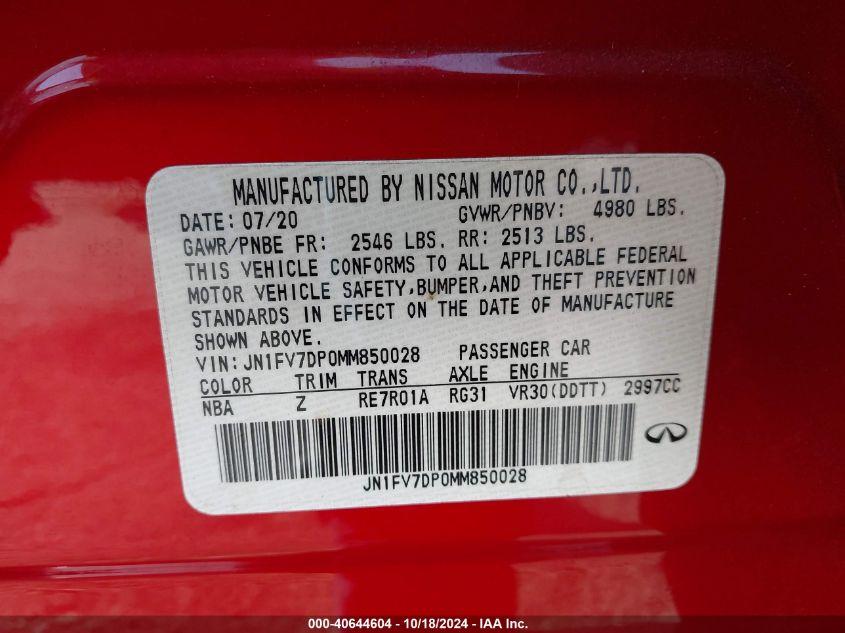 MANUFACTURED BY NISSAN MOTOR CO.,LTD.
DATE: 07/20 GVWR/PNBV: 4980 LBS.
GAWR/PNBE FR: 2546 LBS. RR: 2513 LBS.
THIS VEHICLE CONFORMS TO ALL APPLICABLE FEDERAL
MOTOR VEHICLE SAFETY,BUMPER,AND THEFT PREVENTION
STANDARDS IN EFFECT ON THE DATE OF MANUFACTURE
SHOWN ABOVE.
VIN:JN1FV7DP0MM850028 PASSENGER CAR
COLOR TRIM TRANS AXLE ENGINE
NBA Z RE7R01A RG31 VR30(DDTT) 2997CC
JN1FV7DP0MM850028
000-40644604 - 10/18/2024 - IAA Inc.